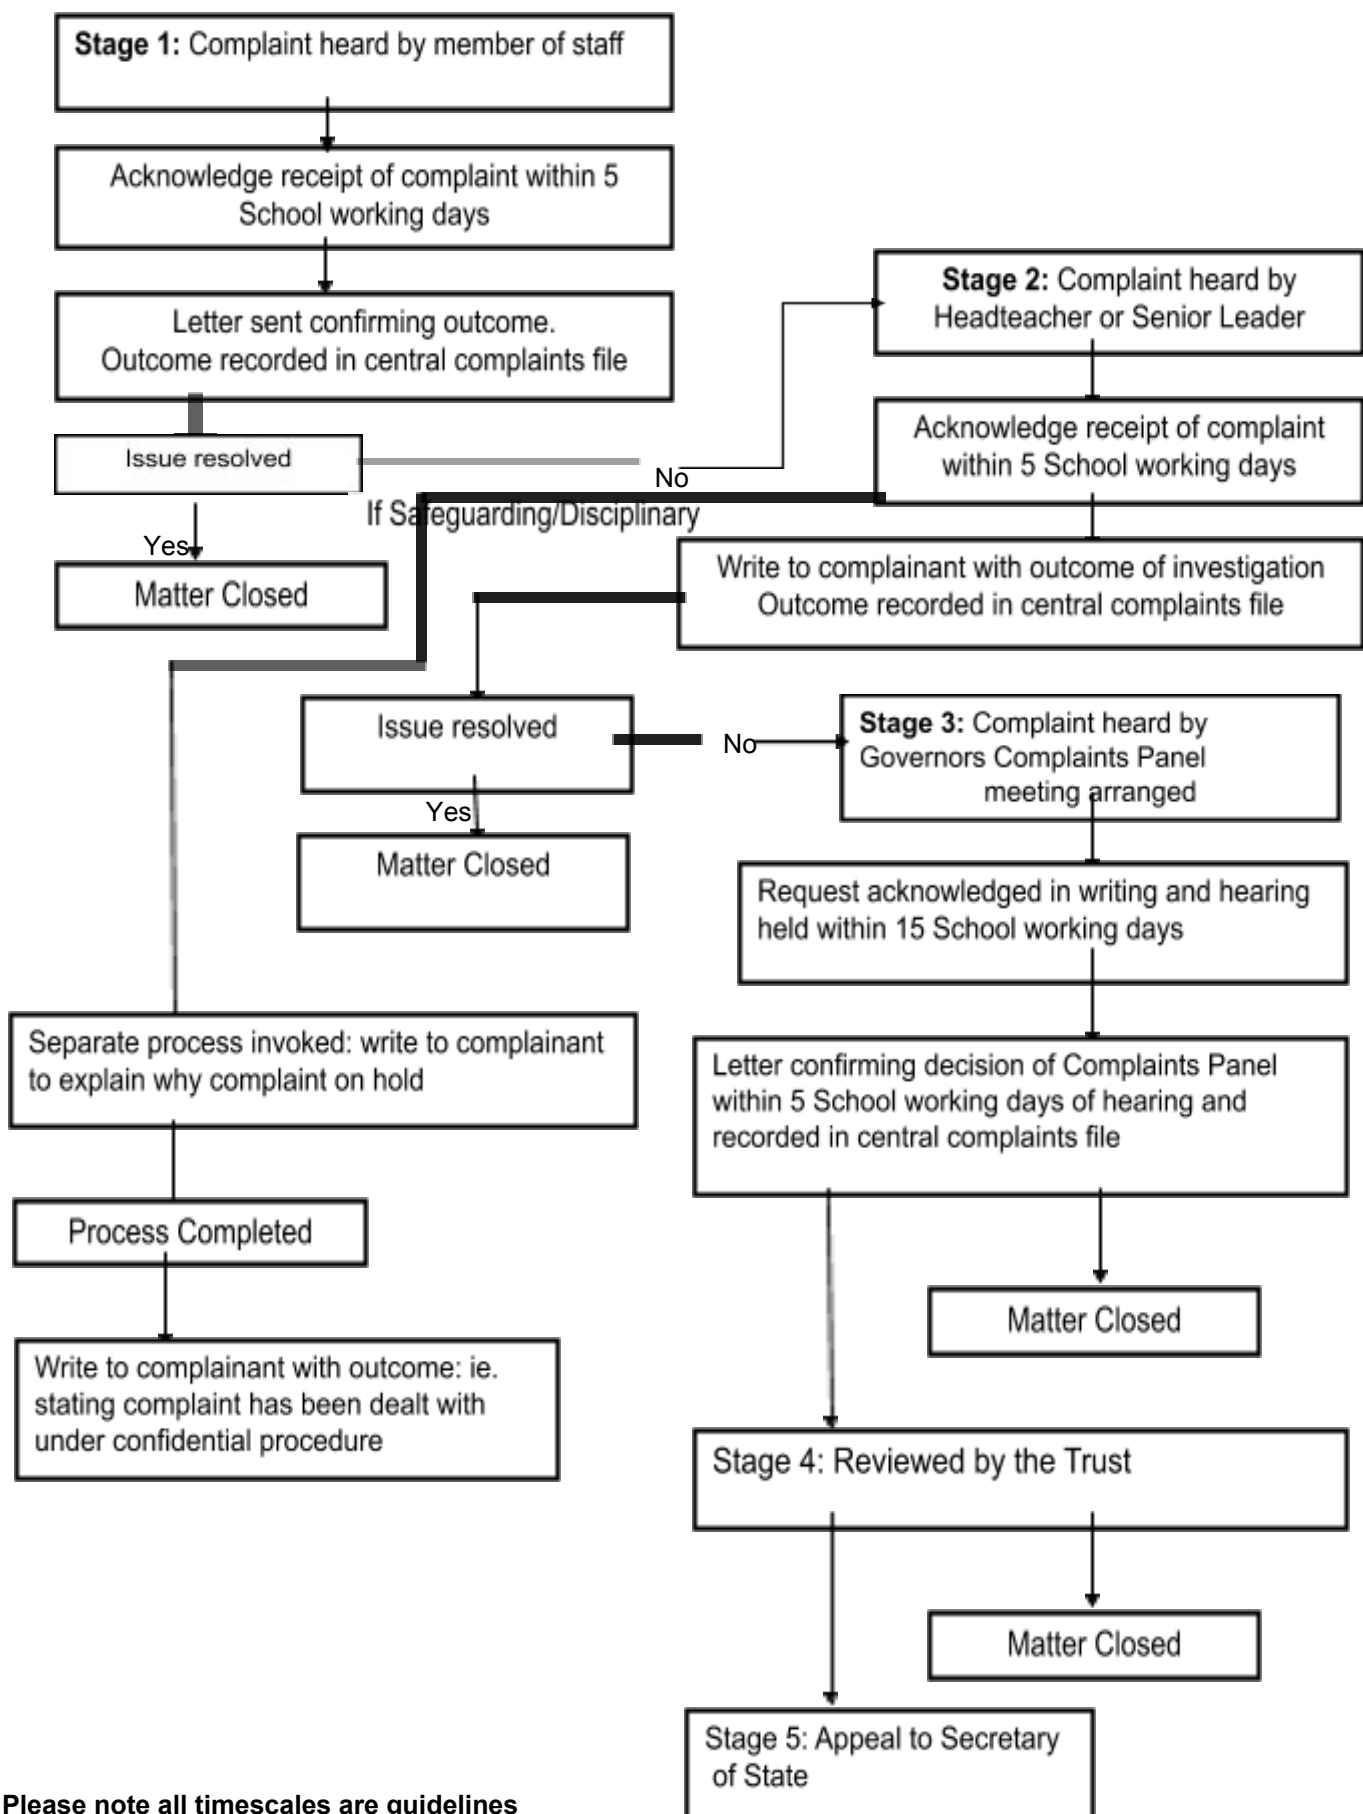 Stage 1: Complaint heard by member of staff
Acknowledge receipt of complaint within 5
School working days
Letter sent confirming outcome.
Outcome recorded in central complaints file
Issue resolved
No
Yes
Matter Closed
Stage 2: Complaint heard by
Headteacher or Senior Leader
Acknowledge receipt of complaint
within 5 School working days
If Safeguarding/Disciplinary
Write to complainant with outcome of investigation
Outcome recorded in central complaints file
Issue resolved
No
Yes
Matter Closed
Stage 3: Complaint heard by
Governors Complaints Panel
meeting arranged
Request acknowledged in writing and hearing
held within 15 School working days
Letter confirming decision of Complaints Panel
within 5 School working days of hearing and
recorded in central complaints file
Matter Closed
Separate process invoked: write to complainant
to explain why complaint on hold
Process Completed
Write to complainant with outcome: ie.
stating complaint has been dealt with
under confidential procedure
Stage 4: Reviewed by the Trust
Matter Closed
Stage 5: Appeal to Secretary
of State
Please note all timescales are guidelines